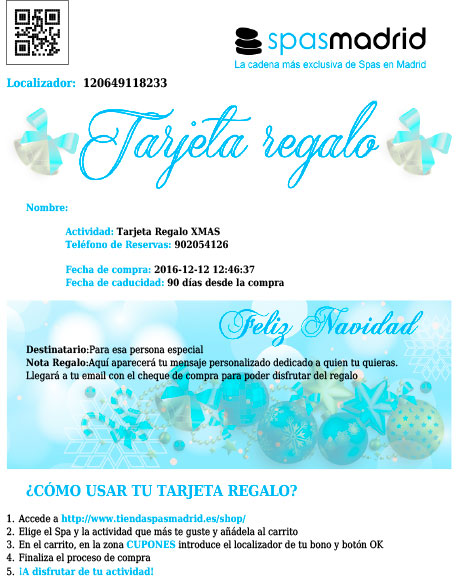 spasmadrid
La cadena más exclusiva de Spas en Madrid
Localizador: 120649118233
Tarjeta regalo
Nombre:
Actividad: Tarjeta Regalo XMAS
Teléfono de Reservas: 902054126
Fecha de compra: 2016-12-12 12:46:37
Fecha de caducidad: 90 días desde la compra
Feliz Navidad
Destinatario:Para esa persona especial
Nota Regalo:Aquí aparecerá tu mensaje personalizado dedicado a quien tu quieras.
Llegará a tu email con el cheque de compra para poder disfrutar del regalo
¿CÓMO USAR TU TARJETA REGALO?
1. Accede a http://www.tiendaspasmadrid.es/shop/
2. Elige el Spa y la actividad que más te guste y añádela al carrito
3. En el carrito, en la zona CUPONES introduce el localizador de tu bono y botón OK
4. Finaliza el proceso de compra
5. ¡A disfrutar de tu actividad!